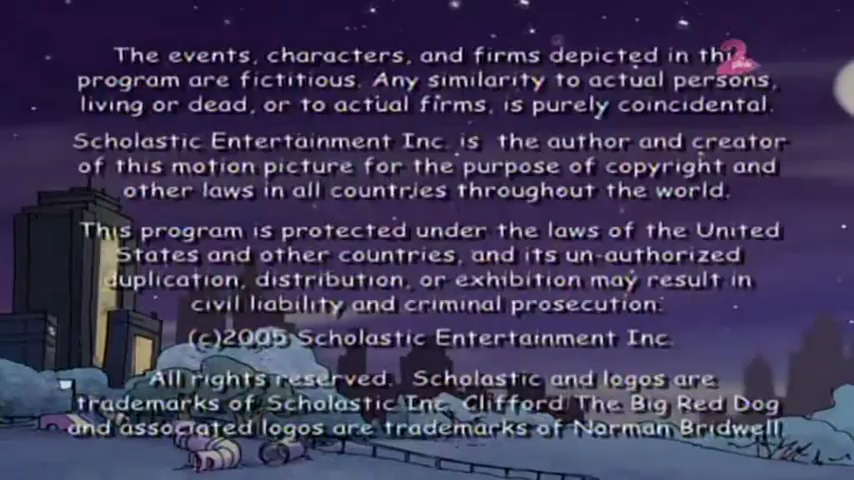 The events, characters, and firms depicted in thi
program are fictitious. Any similarity to actual persons,
living or dead, or to actual firms, is purely coincidental.
Scholastic Entertainment Inc. is the author and creator
of this motion picture for the purpose of copyright and
other laws in all countries throughout the world.
This program is protected under the laws of the United
States and other countries, and its un-authorized
duplication, distribution, or exhibition may result in
civil liability and criminal prosecution.
(c)2005 Scholastic Entertainment Inc.
All rights reserved. Scholastic and logos are
trademarks of Scholastic Inc. Clifford The Big Red Dog
and associated logos are trademarks of Norman Bridwell